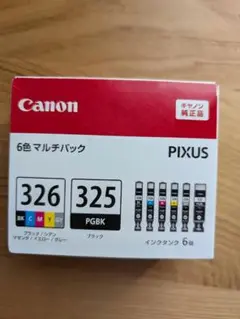 キヤノン
純正品
Canon
6色マルチパック
PIXUS
326
BK C M Y GY
ブラック/シアン
マゼンタ/イエロー/グレー
325
PGBK
ブラック
インクタンク 6個